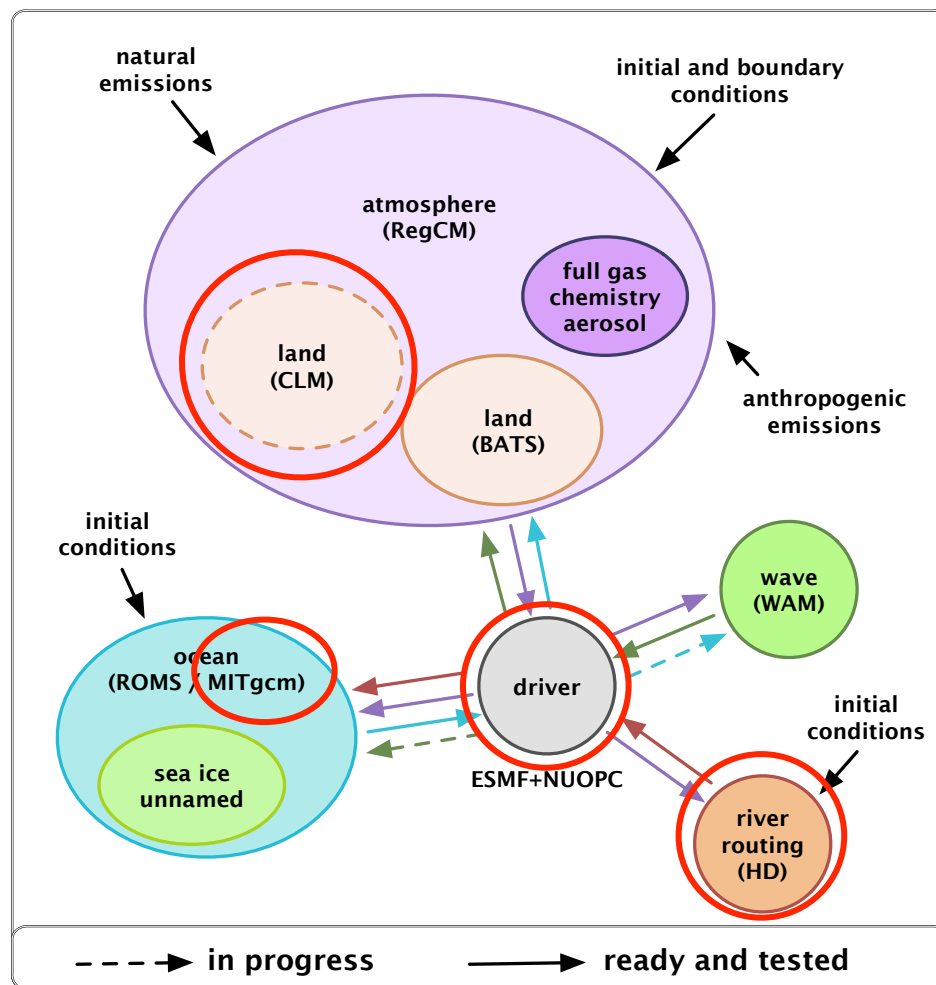 natural
emissions
initial and boundary
conditions
atmosphere
(RegCM)
full gas
chemistry
aerosol
land
(CLM)
land
(BATS)
anthropogenic
emissions
initial
conditions
wave
(WAM)
ocean
(ROMS / MITgcm)
driver
sea ice
unnamed
ESMF+NUOPC
initial
conditions
river
routing
(HD)
in progress
ready and tested